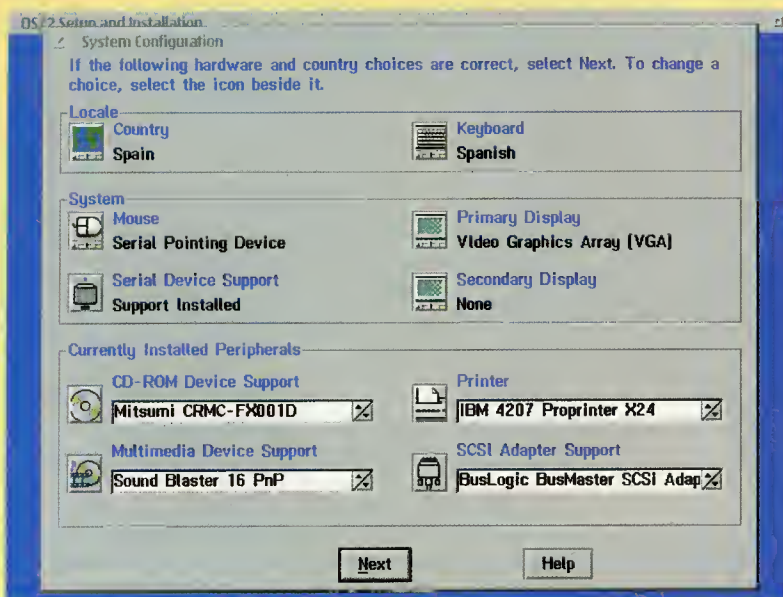 OS/2 Setup and Installation
System Configuration
If the following hardware and country choices are correct, select Next. To change a
choice, select the icon beside it.
Locale
Country
Spain
Keyboard
Spanish
System
Mouse
Serial Pointing Device
Primary Display
Video Graphics Array (VGA)
Serial Device Support
Support Installed
Secondary Display
None
Currently Installed Peripherals
CD-ROM Device Support
Mitsumi CRMC-FX001D
Printer
IBM 4207 Proprinter X24
Multimedia Device Support
Sound Blaster 16 PnP
SCSI Adapter Support
BusLogic BusMaster SCSI Adap
Next
Help